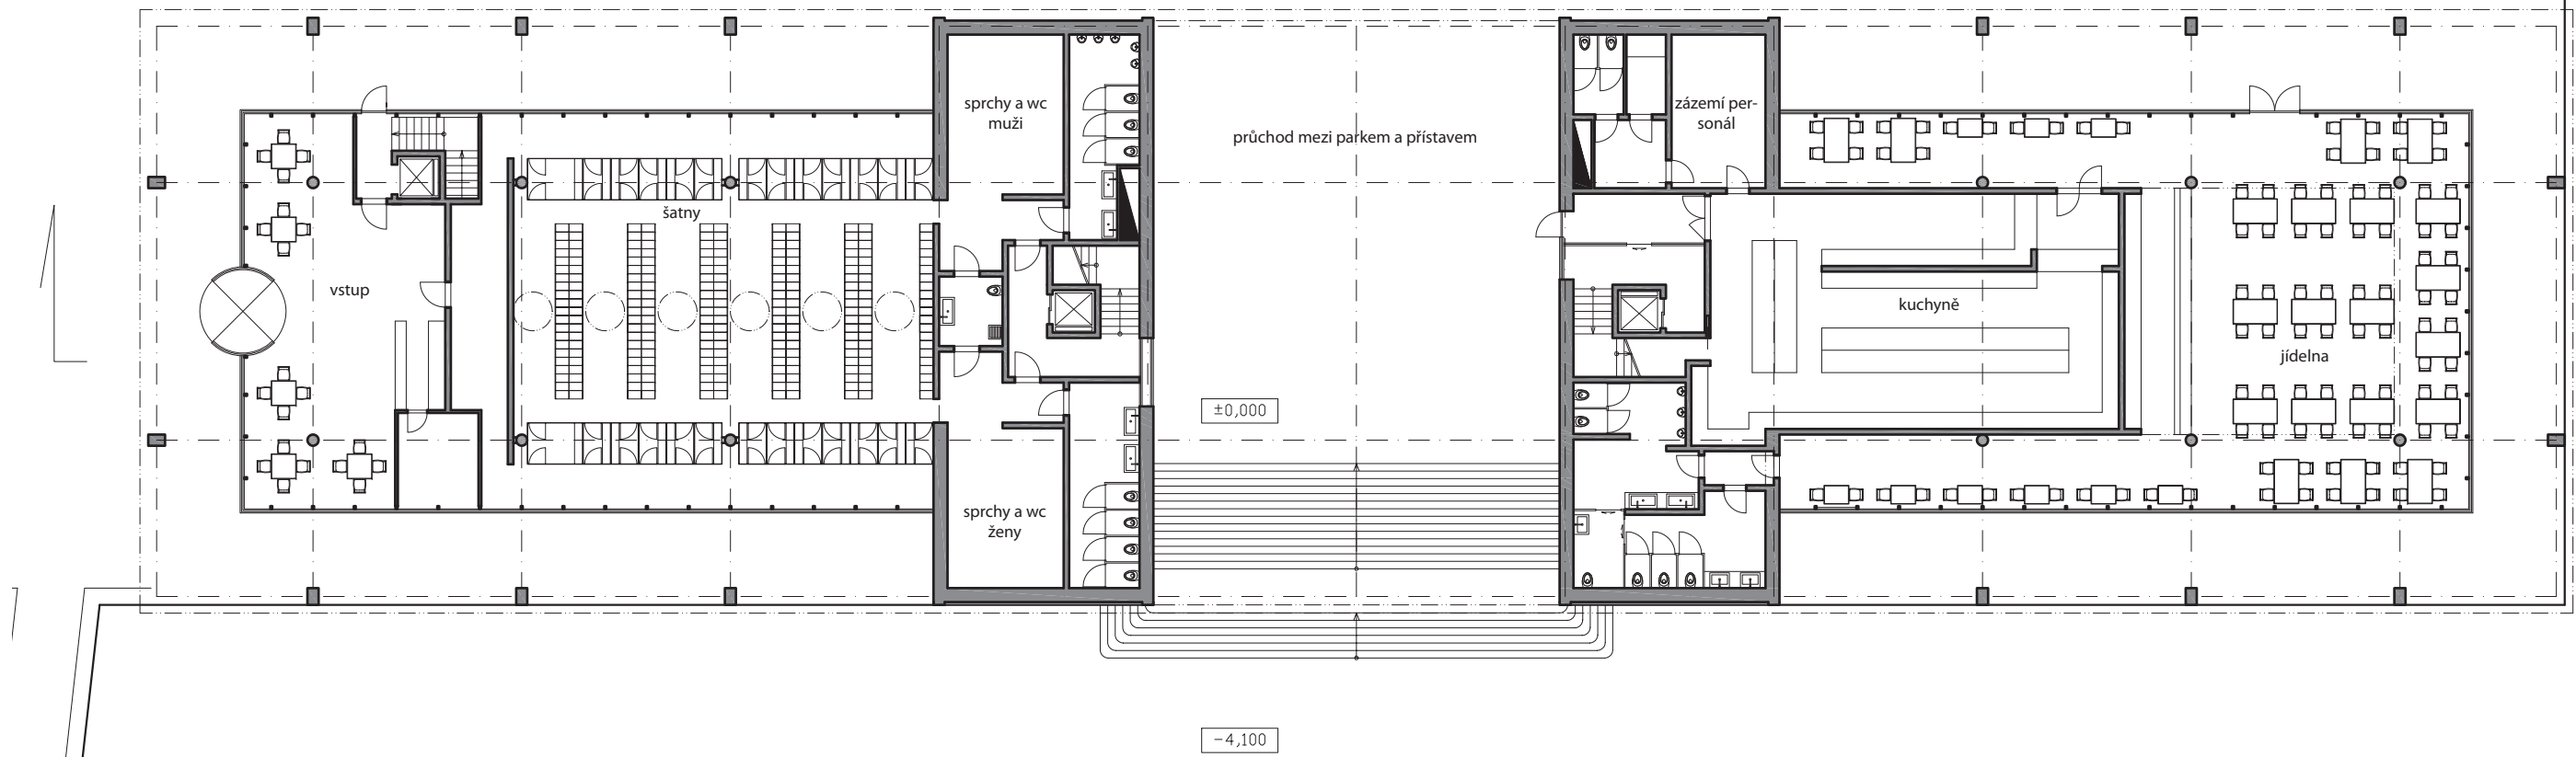 sprchy a wc
muži
zázemí per-
sonál
průchod mezi parkem a přístavem
šatny
vstup
kuchyně
jídelna
±0,000
sprchy a wc
ženy
−4,100